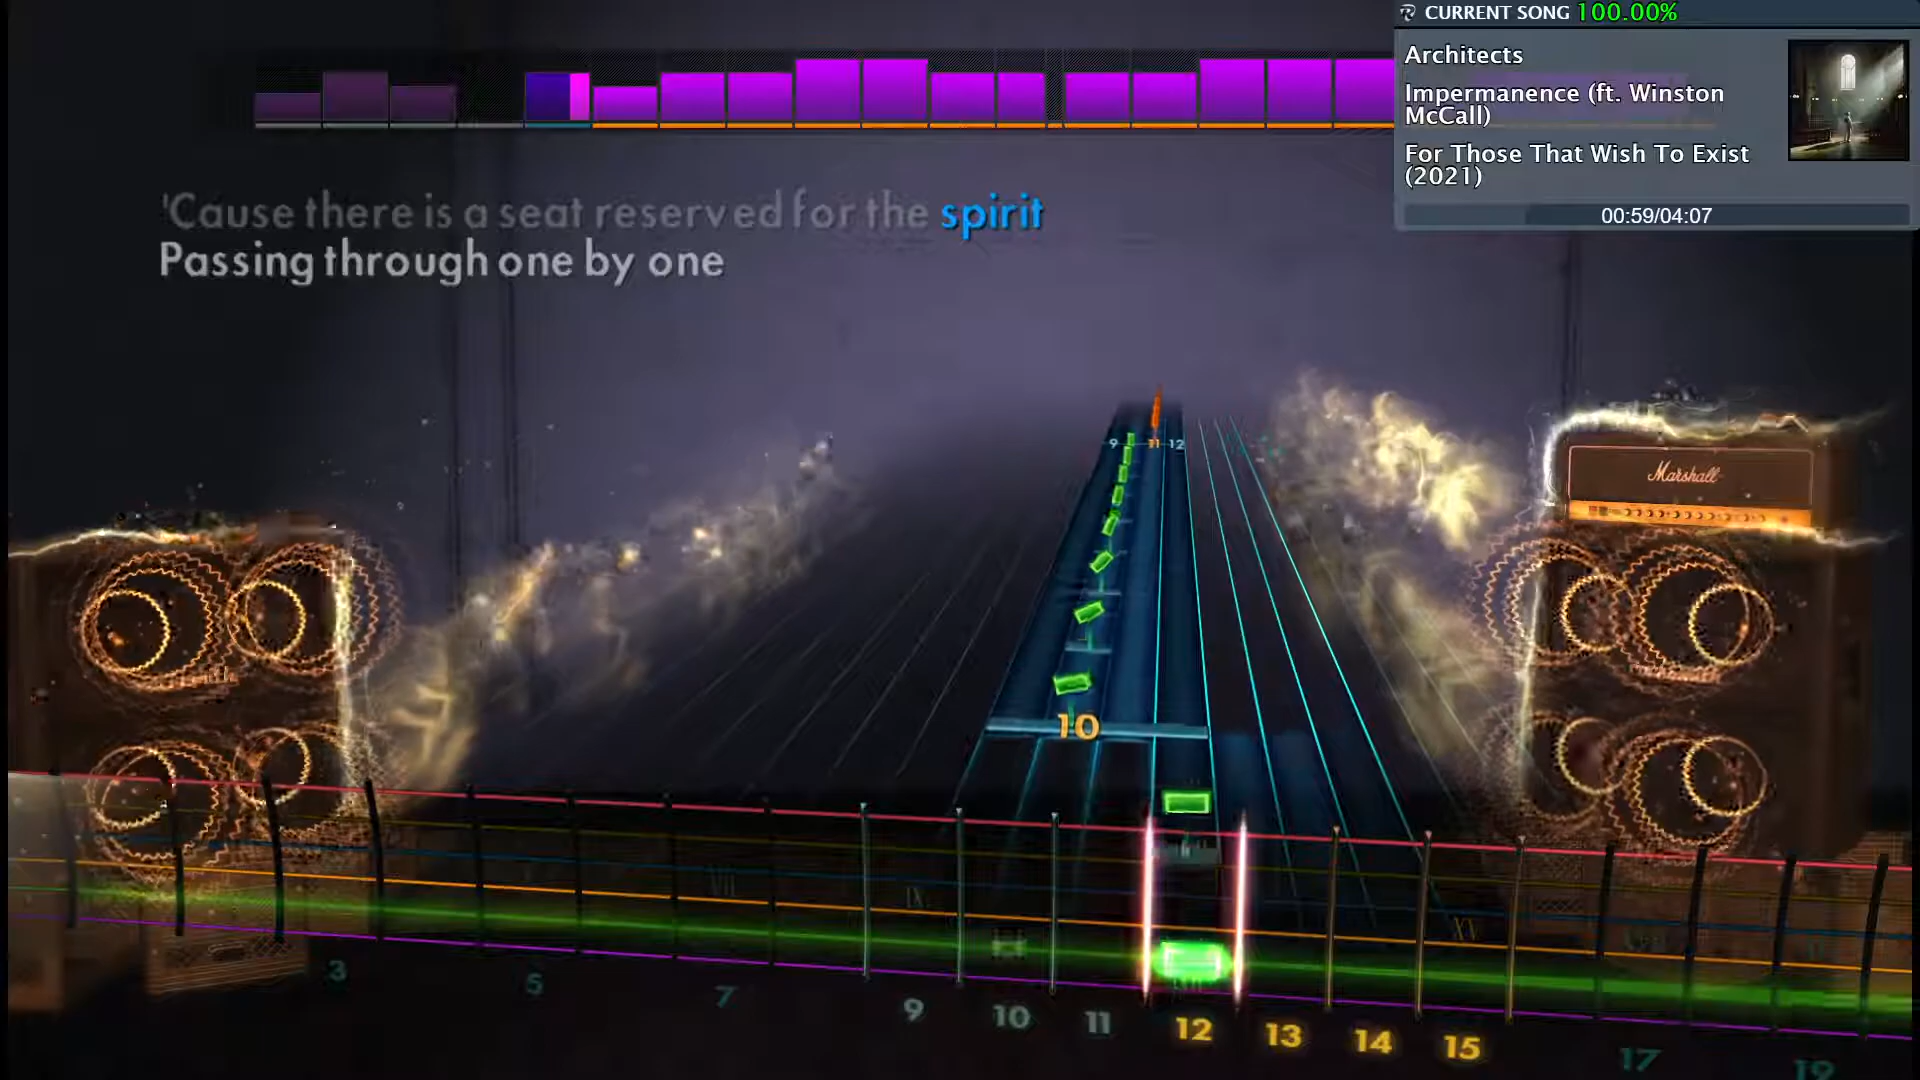 CURRENT SONG 100.00%
Architects
Impermanence (ft. Winston
McCall)
For Those That Wish To Exist
(2021)
00:59/04:07
'Cause there is a seat reserved for the spirit
Passing through one by one
9 11 12
Marshall
10
3 5 7 9 10 11 12 13 14 15 17 19